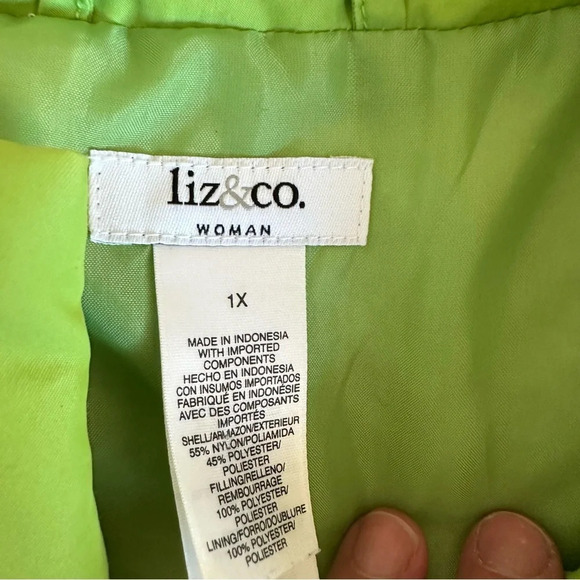 liz&co.
WOMAN
1X
MADE IN INDONESIA
WITH IMPORTED
COMPONENTS
HECHO EN INDONESIA
CON INSUMOS IMPORTADOS
FABRIQUÉ EN INDONÉSIE
AVEC DES COMPOSANTS
IMPORTÉS
SHELL/ARMAZON/EXTERIEUR
55% NYLON/POLIAMIDA
45% POLYESTER/
POLIESTER
FILLING/RELLENO/
REMBOURRAGE
100% POLYESTER/
POLIESTER
LINING/FORRO/DOUBLURE
100% POLYESTER/
POLIESTER